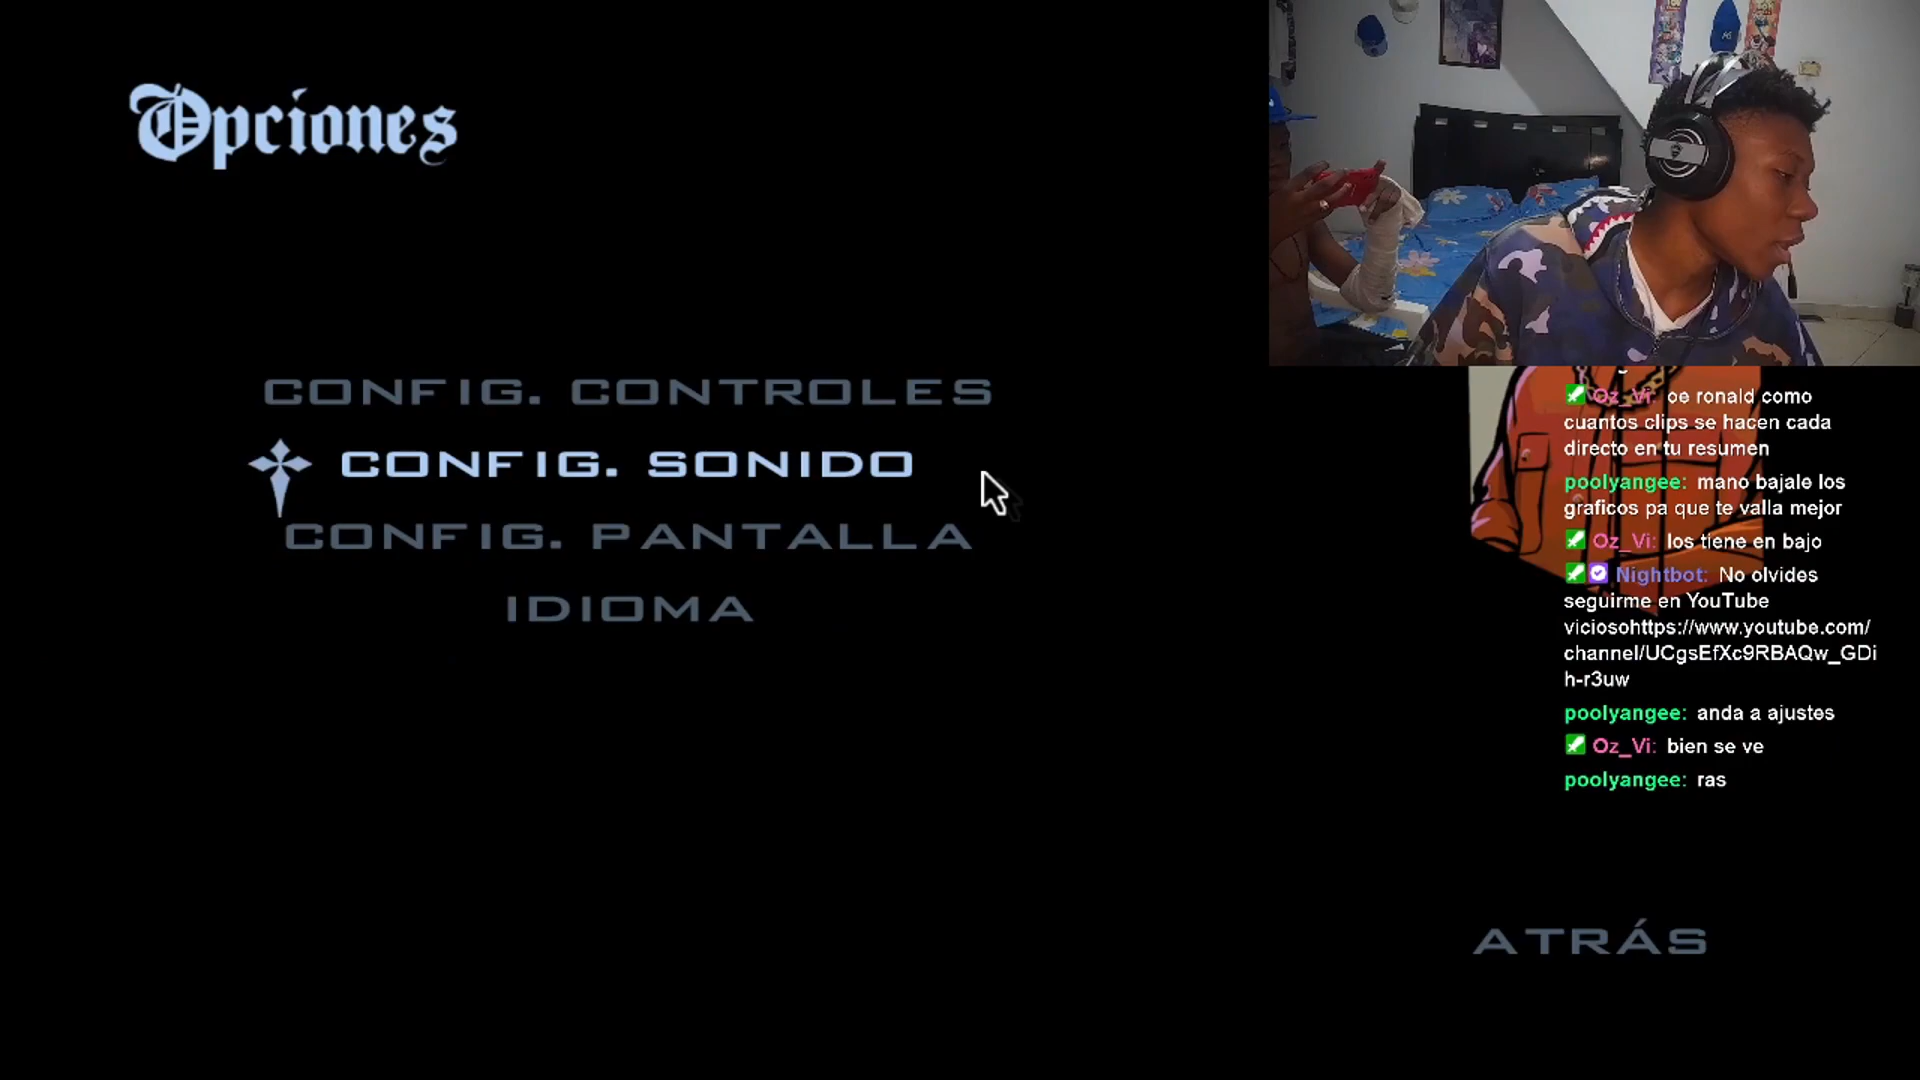 Opciones
CONFIG. CONTROLES
CONFIG. SONIDO
CONFIG. PANTALLA
IDIOMA
ATRÁS
Oz_Vi: oe ronald como
cuantos clips se hacen cada
directo en tu resumen
poolyangee: mano bajale los
graficos pa que te valla mejor
Oz_Vi: los tiene en bajo
Nightbot: No olvides
seguirme en YouTube
viciosohttps://www.youtube.com/
channel/UCgsEfXc9RBAQw_GDi
h-r3uw
poolyangee: anda a ajustes
Oz_Vi: bien se ve
poolyangee: ras